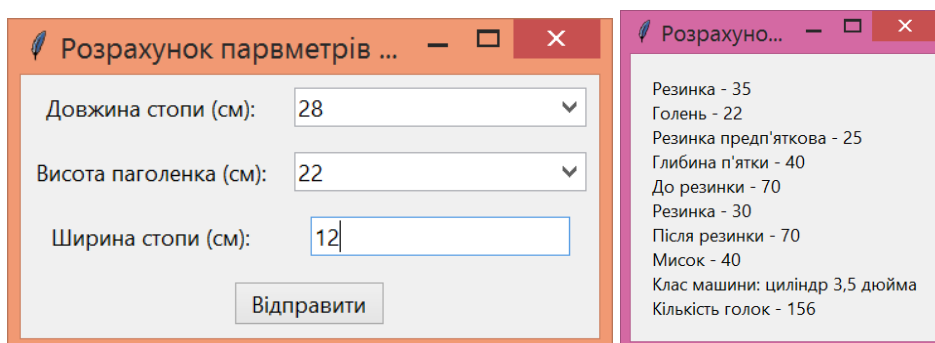 Розрахунок парвметрів ...
Довжина стопи (см):
28
Висота паголенка (см):
22
Ширина стопи (см):
12
Відправити
Розрахуно...
Резинка - 35
Голень - 22
Резинка предп'яткова - 25
Глибина п'ятки - 40
До резинки - 70
Резинка - 30
Після резинки - 70
Мисок - 40
Клас машини: циліндр 3,5 дюйма
Кількість голок - 156